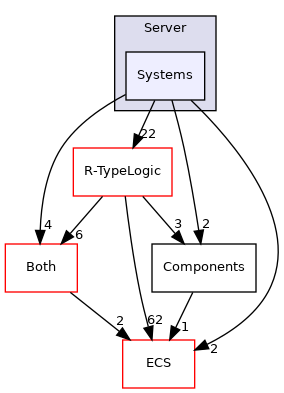 Server
Systems
22
R-TypeLogic
4
6
3
2
Both
Components
2
62
1
2
ECS